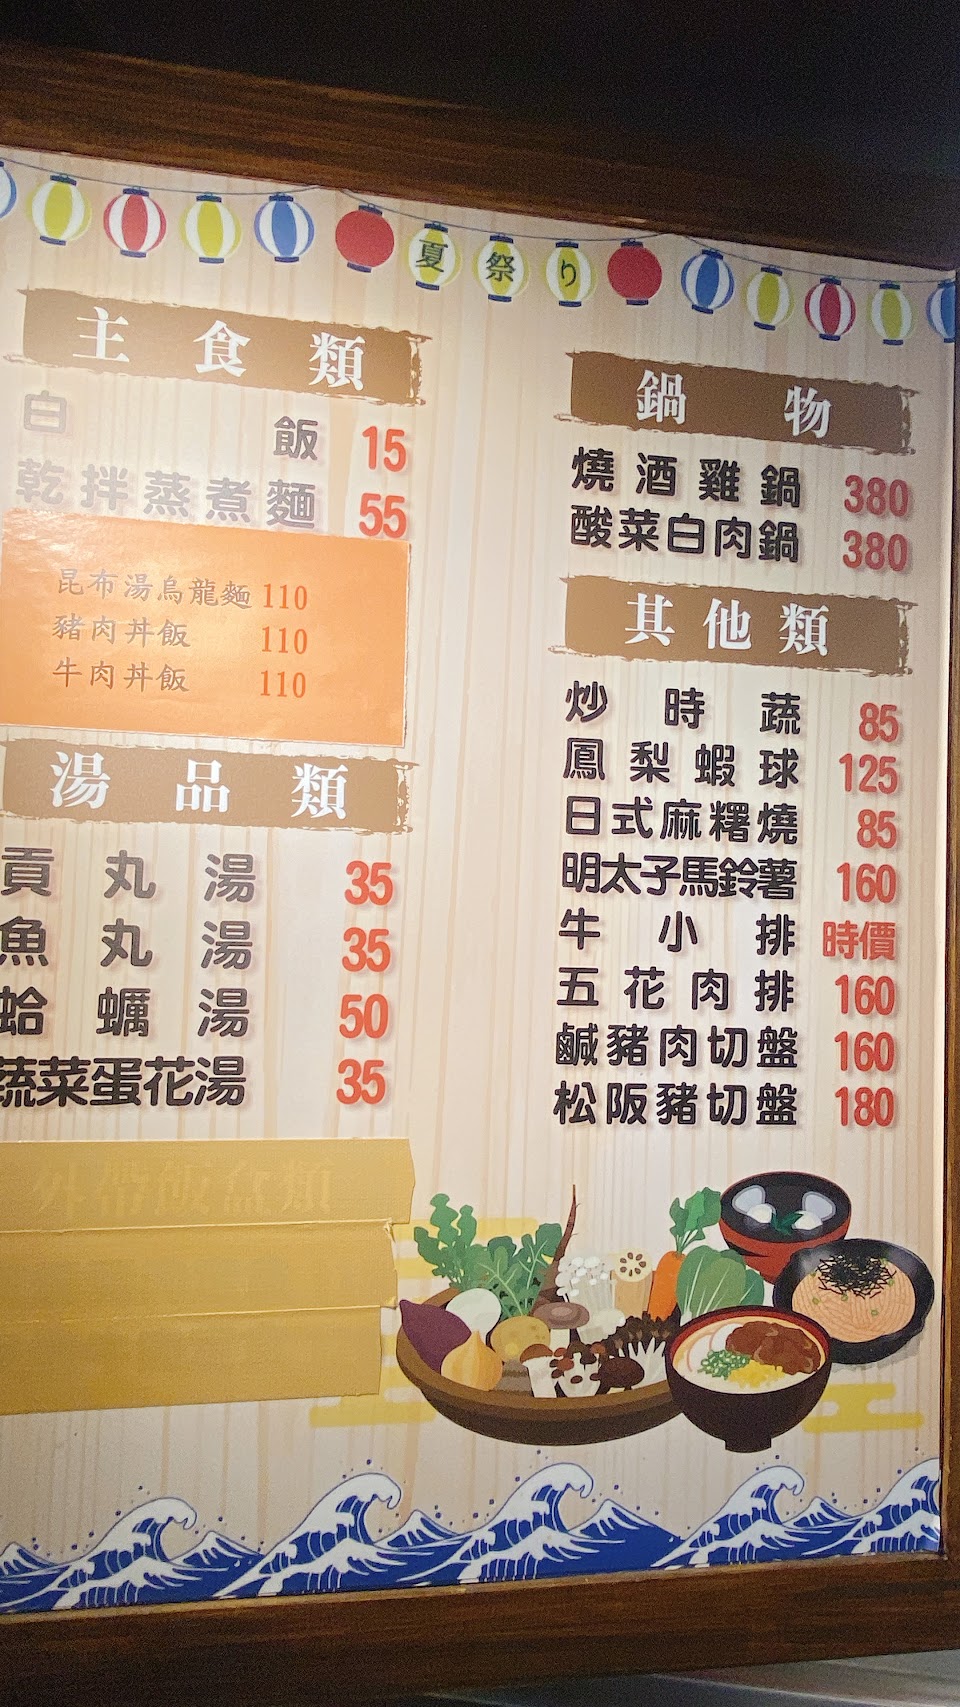 夏祭り
主食類
白飯 15
乾拌蒸煮麵 55
昆布湯烏龍麵 110
豬肉丼飯 110
牛肉丼飯 110
湯品類
貢丸湯 35
魚丸湯 35
蛤蠣湯 50
蔬菜蛋花湯 35
外帶飯盒類
鍋物
燒酒雞鍋 380
酸菜白肉鍋 380
其他類
炒時蔬 85
鳳梨蝦球 125
日式麻糬燒 85
明太子馬鈴薯 160
牛小排 時價
五花肉排 160
鹹豬肉切盤 160
松阪豬切盤 180